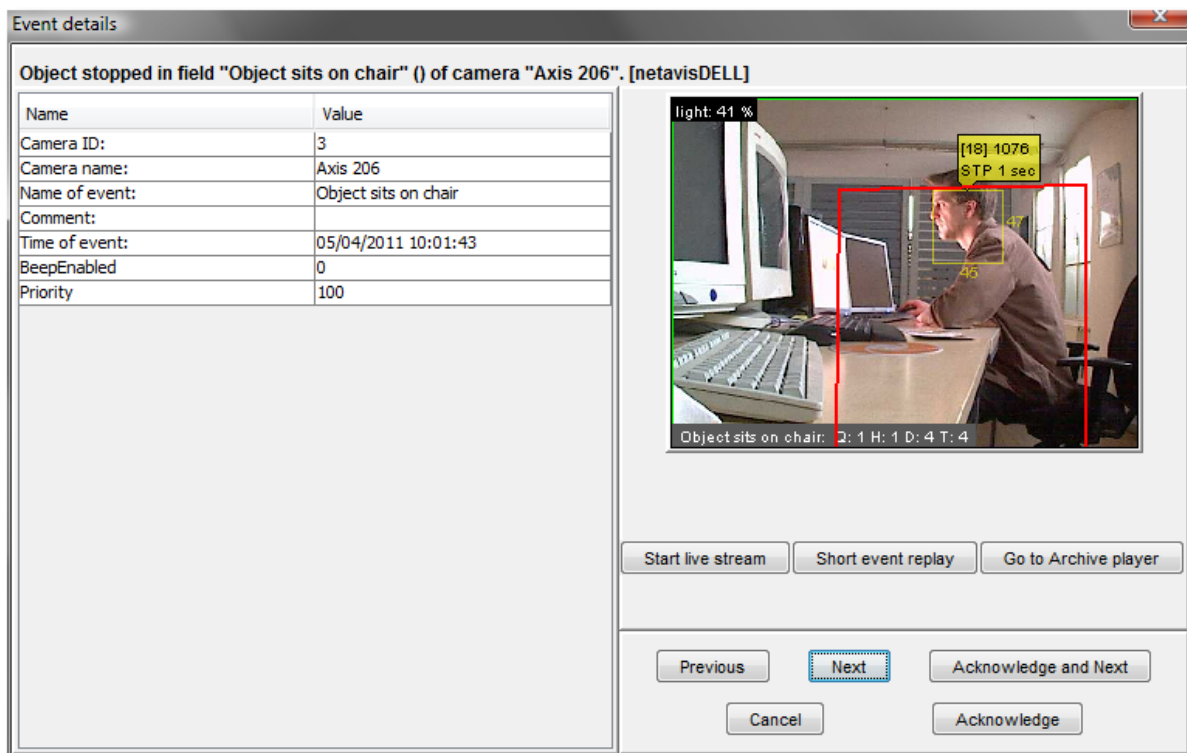 Event details
Object stopped in field "Object sits on chair" () of camera "Axis 206". [netavisDELL]
Name Value
Camera ID: 3
Camera name: Axis 206
Name of event: Object sits on chair
Comment:
Time of event: 05/04/2011 10:01:43
BeepEnabled 0
Priority 100
light: 41 %
[18] 1076
STP 1 sec
47
46
Object sits on chair: Q: 1 H: 1 D: 4 T: 4
Start live stream Short event replay Go to Archive player
Previous Next Acknowledge and Next
Cancel Acknowledge